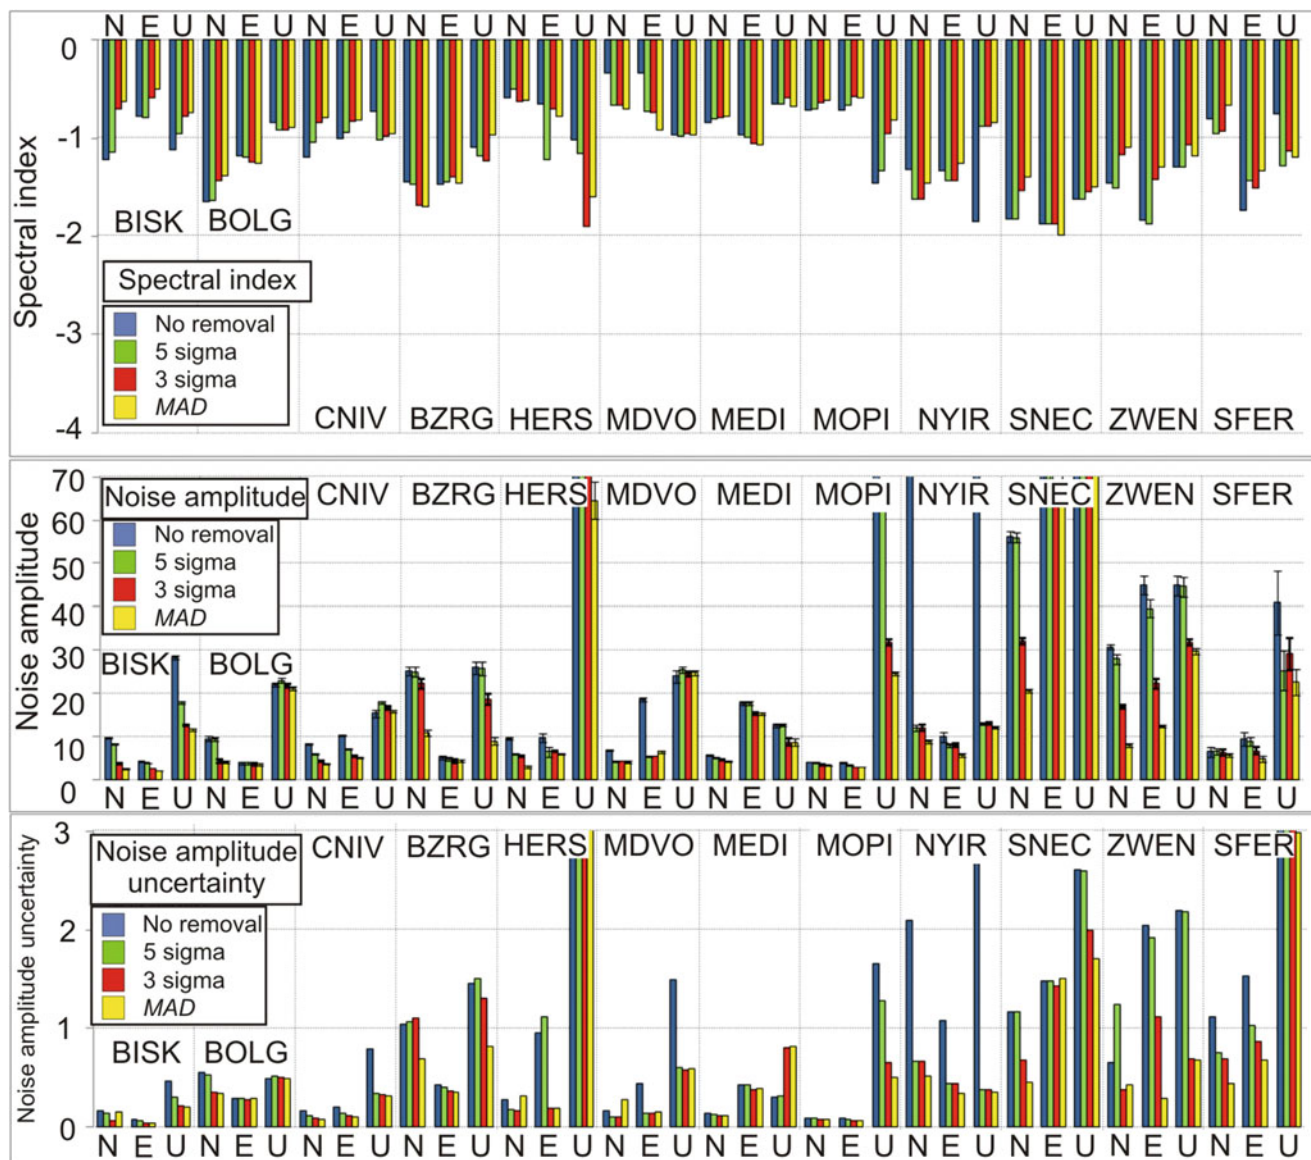 N E U N E U N E U N E U N E U N E U N E U N E U N E U N E U N E U N E U
0
-1
-2
-3
-4
Spectral index
BISK BOLG
Spectral index
No removal
5 sigma
3 sigma
MAD
CNIV BZRG HERS MDVO MEDI MOPI NYIR SNEC ZWEN SFER
70
60
50
40
30
20
10
0
Noise amplitude
Noise amplitude
CNIV BZRG HERS MDVO MEDI MOPI NYIR SNEC ZWEN SFER
No removal
5 sigma
3 sigma
MAD
BISK BOLG
N E U N E U N E U N E U N E U N E U N E U N E U N E U N E U N E U N E U
3
2
1
0
Noise amplitude uncertainty
Noise amplitude
uncertainty
CNIV BZRG HERS MDVO MEDI MOPI NYIR SNEC ZWEN SFER
No removal
5 sigma
3 sigma
MAD
BISK BOLG
N E U N E U N E U N E U N E U N E U N E U N E U N E U N E U N E U N E U